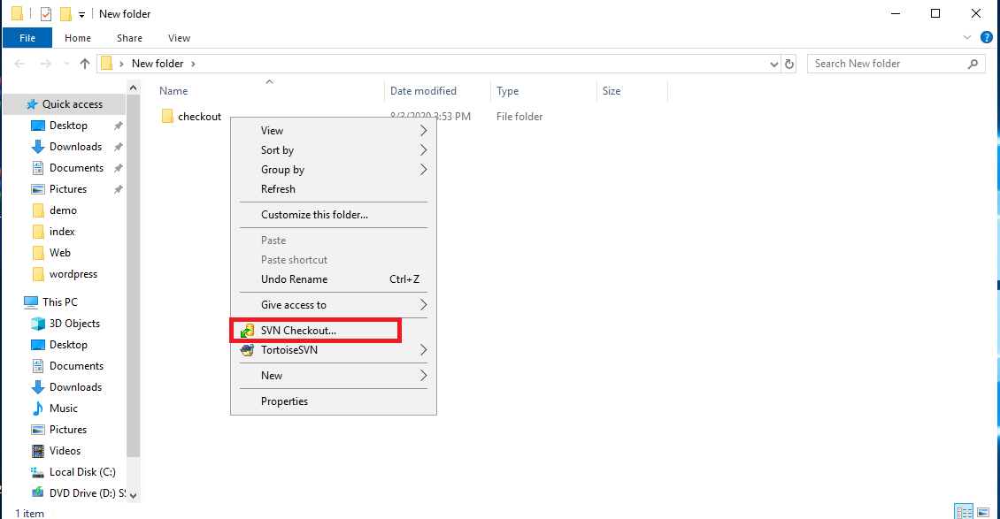 New folder
File Home Share View
New folder
Search New folder
Name Date modified Type Size
checkout 8/3/2020 3:53 PM File folder
Quick access
Desktop
Downloads
Documents
Pictures
demo
index
Web
wordpress
This PC
3D Objects
Desktop
Documents
Downloads
Music
Pictures
Videos
Local Disk (C:)
DVD Drive (D:) S
View
Sort by
Group by
Refresh
Customize this folder...
Paste
Paste shortcut
Undo Rename Ctrl+Z
Give access to
SVN Checkout...
TortoiseSVN
New
Properties
1 item